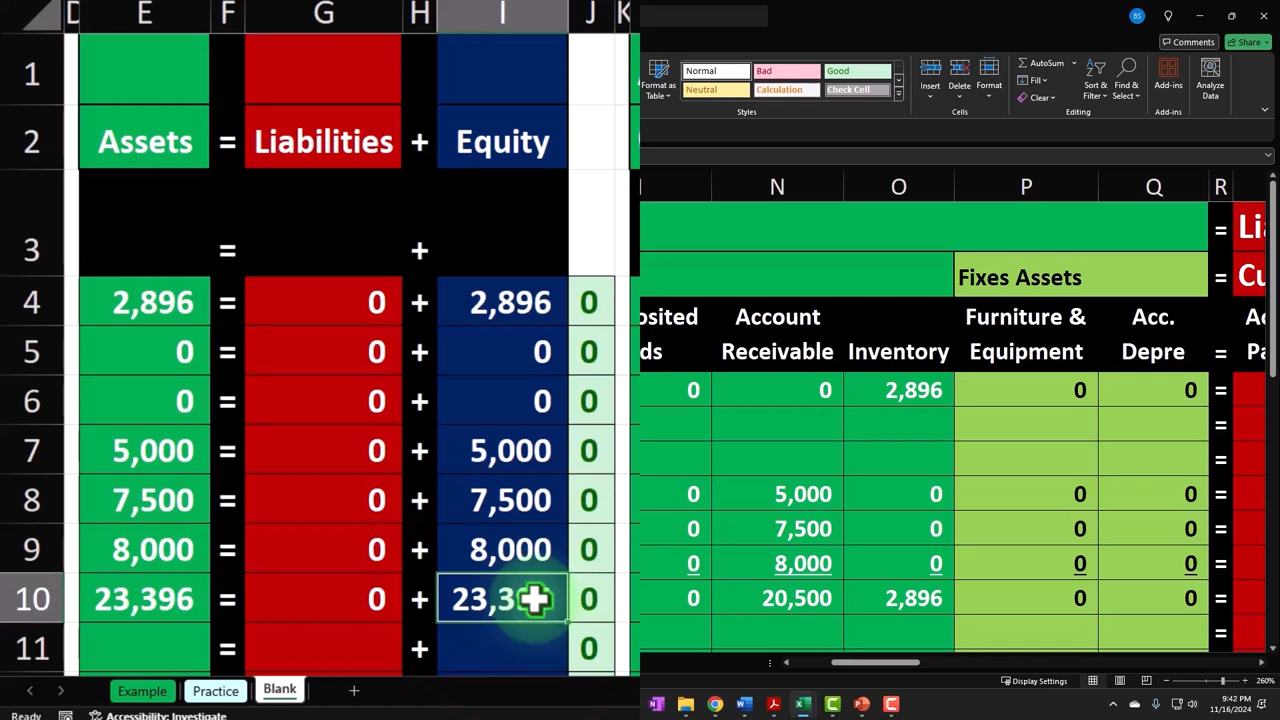 D E F G H I J K
1
2 Assets = Liabilities + Equity
3 = +
4 2,896 = 0 + 2,896 0
5 0 = 0 + 0 0
6 0 = 0 + 0 0
7 5,000 = 0 + 5,000 0
8 7,500 = 0 + 7,500 0
9 8,000 = 0 + 8,000 0
10 23,396 = 0 + 0
11 = + 0
Example Practice Blank +
Ready Accessibility: Investigate
BS
Comments Share
Format as Table
Normal Bad Good
Neutral Calculation Check Cell
Styles
Insert Delete Format
Cells
AutoSum
Fill
Clear
Sort & Filter
Find & Select
Editing
Add-ins
Add-ins
Analyze Data
N O P Q R
=
Fixes Assets =
Account Furniture & Acc.
Receivable Inventory Equipment Depre =
0 0 2,896 0 0 =
=
=
0 5,000 0 0 0 =
0 7,500 0 0 0 =
0 8,000 0 0 0 =
0 20,500 2,896 0 0 =
=
Display Settings 260%
9:42 PM
11/16/2024